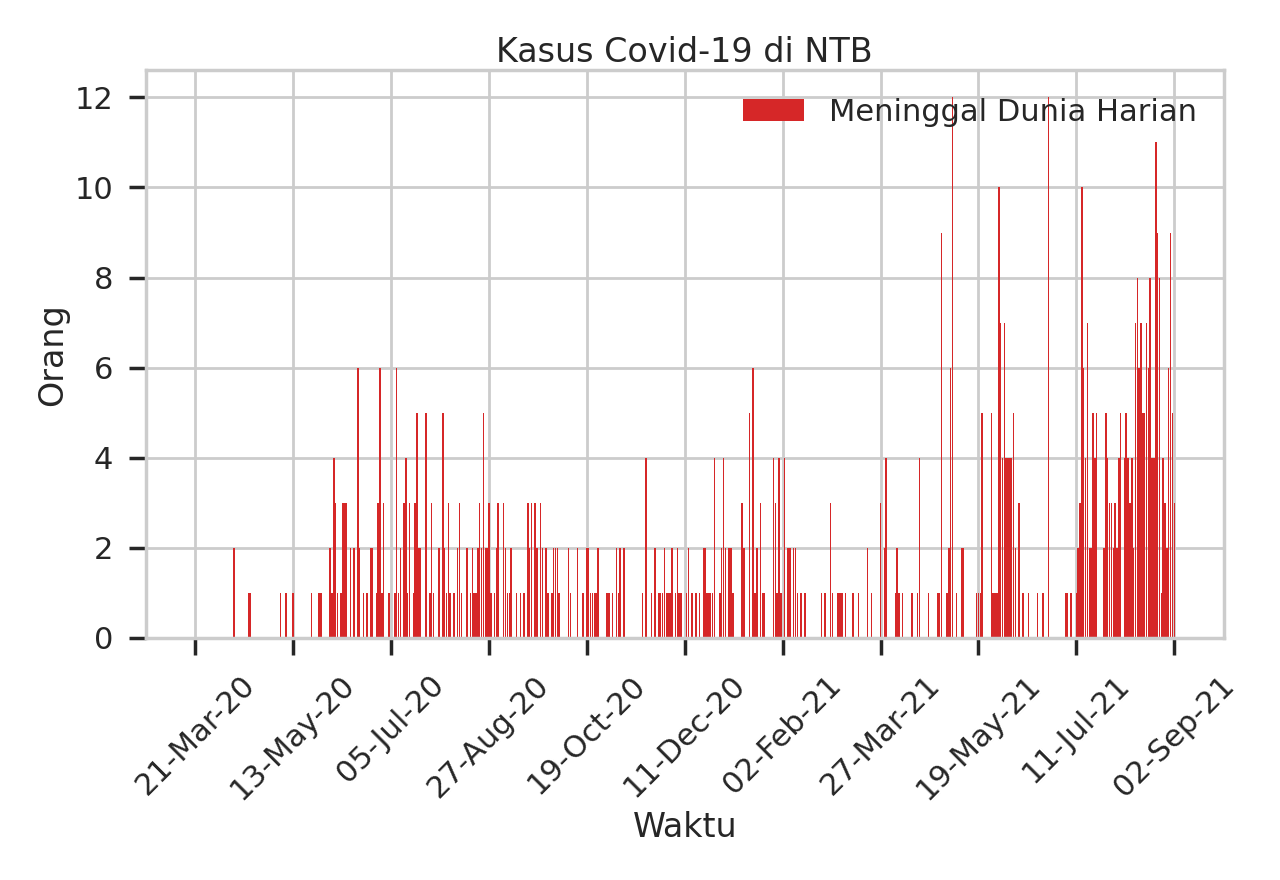 Kasus Covid-19 di NTB
Meninggal Dunia Harian
12
10
8
6
4
2
0
Orang
21-Mar-20
13-May-20
05-Jul-20
27-Aug-20
19-Oct-20
11-Dec-20
02-Feb-21
27-Mar-21
19-May-21
11-Jul-21
02-Sep-21
Waktu